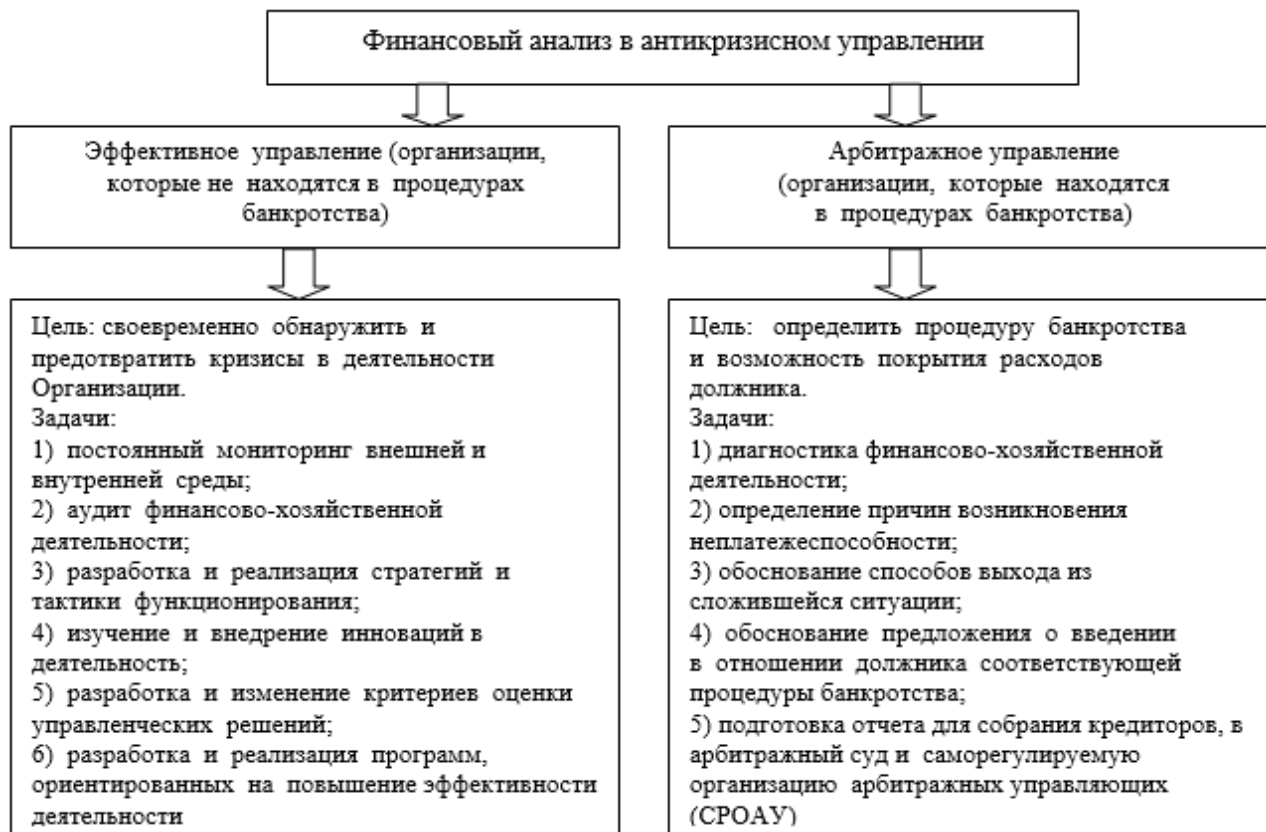 Финансовый анализ в антикризисном управлении
Эффективное управление (организации,
которые не находятся в процедурах
банкротства)
Арбитражное управление
(организации, которые находятся
в процедурах банкротства)
Цель: своевременно обнаружить и
предотвратить кризисы в деятельности
Организации.
Задачи:
1) постоянный мониторинг внешней и
внутренней среды;
2) аудит финансово-хозяйственной
деятельности;
3) разработка и реализация стратегий и
тактики функционирования;
4) изучение и внедрение инноваций в
деятельность;
5) разработка и изменение критериев оценки
управленческих решений;
6) разработка и реализация программ,
ориентированных на повышение эффективности
деятельности
Цель: определить процедуру банкротства
и возможность покрытия расходов
должника.
Задачи:
1) диагностика финансово-хозяйственной
деятельности;
2) определение причин возникновения
неплатежеспособности;
3) обоснование способов выхода из
сложившейся ситуации;
4) обоснование предложения о введении
в отношении должника соответствующей
процедуры банкротства;
5) подготовка отчета для собрания кредиторов, в
арбитражный суд и саморегулируемую
организацию арбитражных управляющих
(СРОАУ)